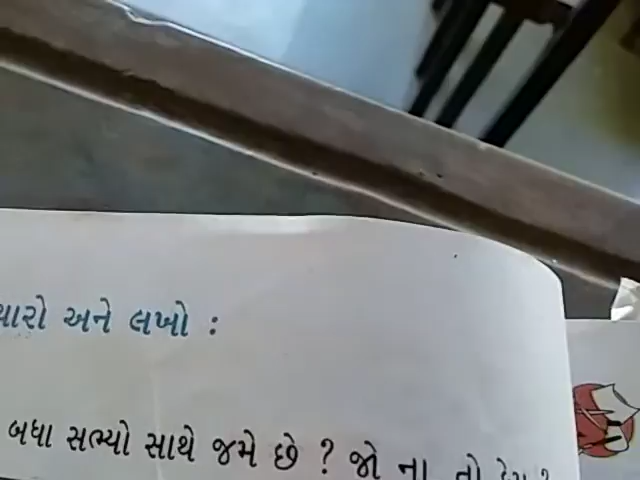 અને લખો :
બધા સભ્યો સાથે જમે છે ? જો ના તો